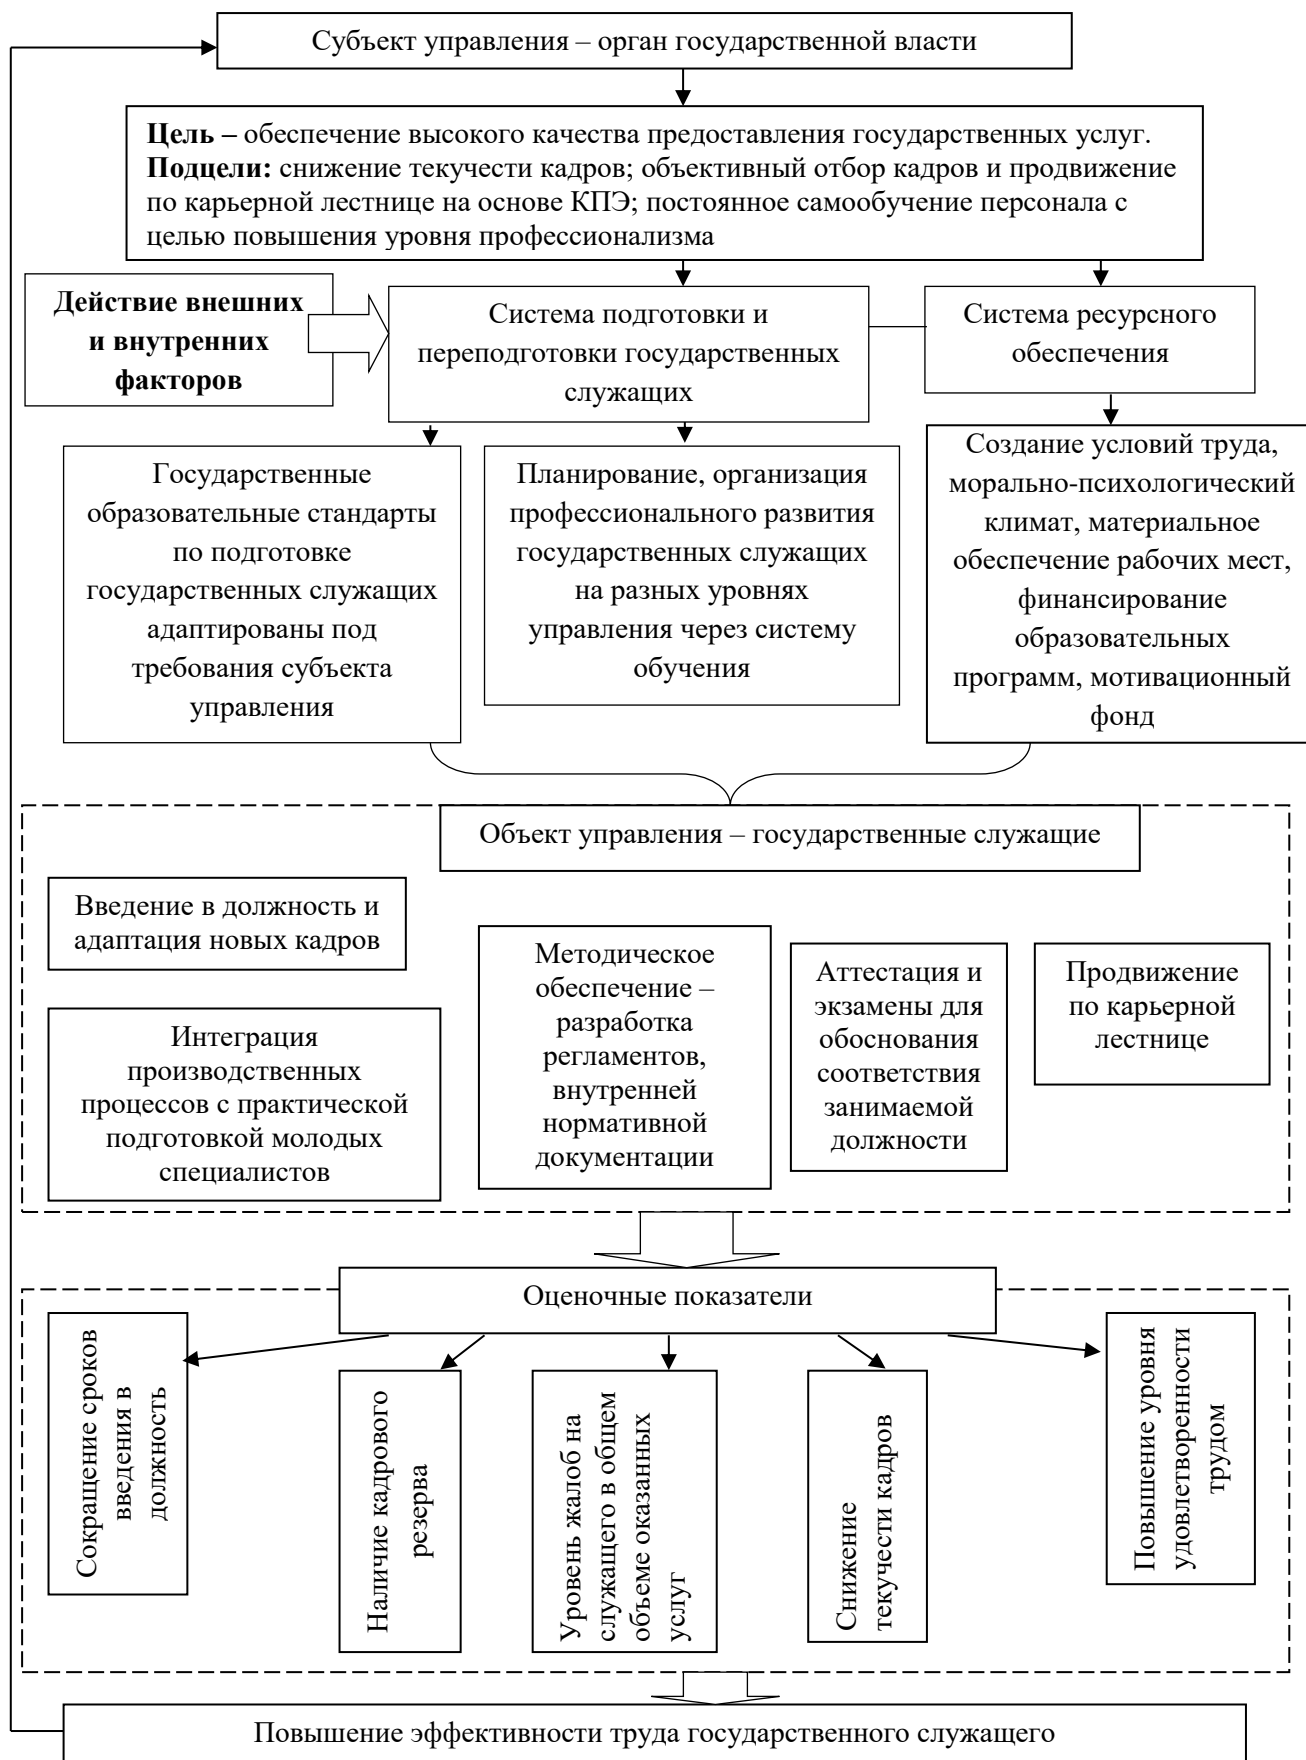 Субъект управления – орган государственной власти
Цель – обеспечение высокого качества предоставления государственных услуг.
Подцели: снижение текучести кадров; объективный отбор кадров и продвижение
по карьерной лестнице на основе КПЭ; постоянное самообучение персонала с
целью повышения уровня профессионализма
Действие внешних
и внутренних
факторов
Система подготовки и
переподготовки государственных
служащих
Система ресурсного
обеспечения
Государственные
образовательные стандарты
по подготовке
государственных служащих
адаптированы под
требования субъекта
управления
Планирование, организация
профессионального развития
государственных служащих
на разных уровнях
управления через систему
обучения
Создание условий труда,
морально-психологический
климат, материальное
обеспечение рабочих мест,
финансирование
образовательных
программ, мотивационный
фонд
Объект управления – государственные служащие
Введение в должность и
адаптация новых кадров
Интеграция
производственных
процессов с практической
подготовкой молодых
специалистов
Методическое
обеспечение –
разработка
регламентов,
внутренней
нормативной
документации
Аттестация и
экзамены для
обоснования
соответствия
занимаемой
должности
Продвижение
по карьерной
лестнице
Оценочные показатели
Сокращение сроков
введения в
должность
Наличие кадрового
резерва
Уровень жалоб на
служащего в общем
объеме оказанных
услуг
Снижение
текучести кадров
Повышение уровня
удовлетворенности
трудом
Повышение эффективности труда государственного служащего